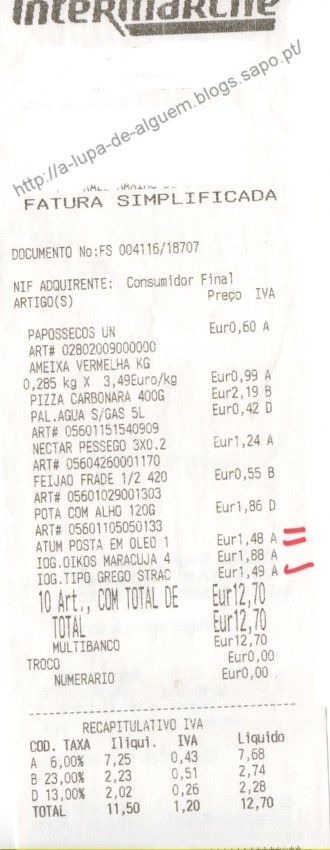 INTERMARCHE
http://a-lupa-de-alguem.blogs.sapo.pt/
FATURA SIMPLIFICADA
DOCUMENTO No:FS 004116/18707
NIF ADQUIRENTE: Consumidor Final
ARTIGO(S) Preço IVA
PAPOSSECOS UN Eur0,60 A
ART# 02802009000000
AMEIXA VERMELHA KG
0,285 kg X 3,49Euro/kg Eur0,99 A
PIZZA CARBONARA 400G Eur2,19 B
PAL.AGUA S/GAS 5L Eur0,42 D
ART# 05601151540909
NECTAR PESSEGO 3X0.2 Eur1,24 A
ART# 05604260001170
FEIJAO FRADE 1/2 420 Eur0,55 B
ART# 05601029001303
POTA COM ALHO 120G Eur1,86 D
ART# 05601105050133
ATUM POSTA EM OLEO 1 Eur1,48 A
IOG.OIKOS MARACUJA 4 Eur1,88 A
IOG.TIPO GREGO STRAC Eur1,49 A
10 Art., COM TOTAL DE Eur12,70
TOTAL Eur12,70
MULTIBANCO Eur12,70
TROCO Eur0,00
NUMERARIO Eur0,00
RECAPITULATIVO IVA
COD. TAXA Iliqui. IVA Liquido
A 6,00% 7,25 0,43 7,68
B 23,00% 2,23 0,51 2,74
D 13,00% 2,02 0,26 2,28
TOTAL 11,50 1,20 12,70